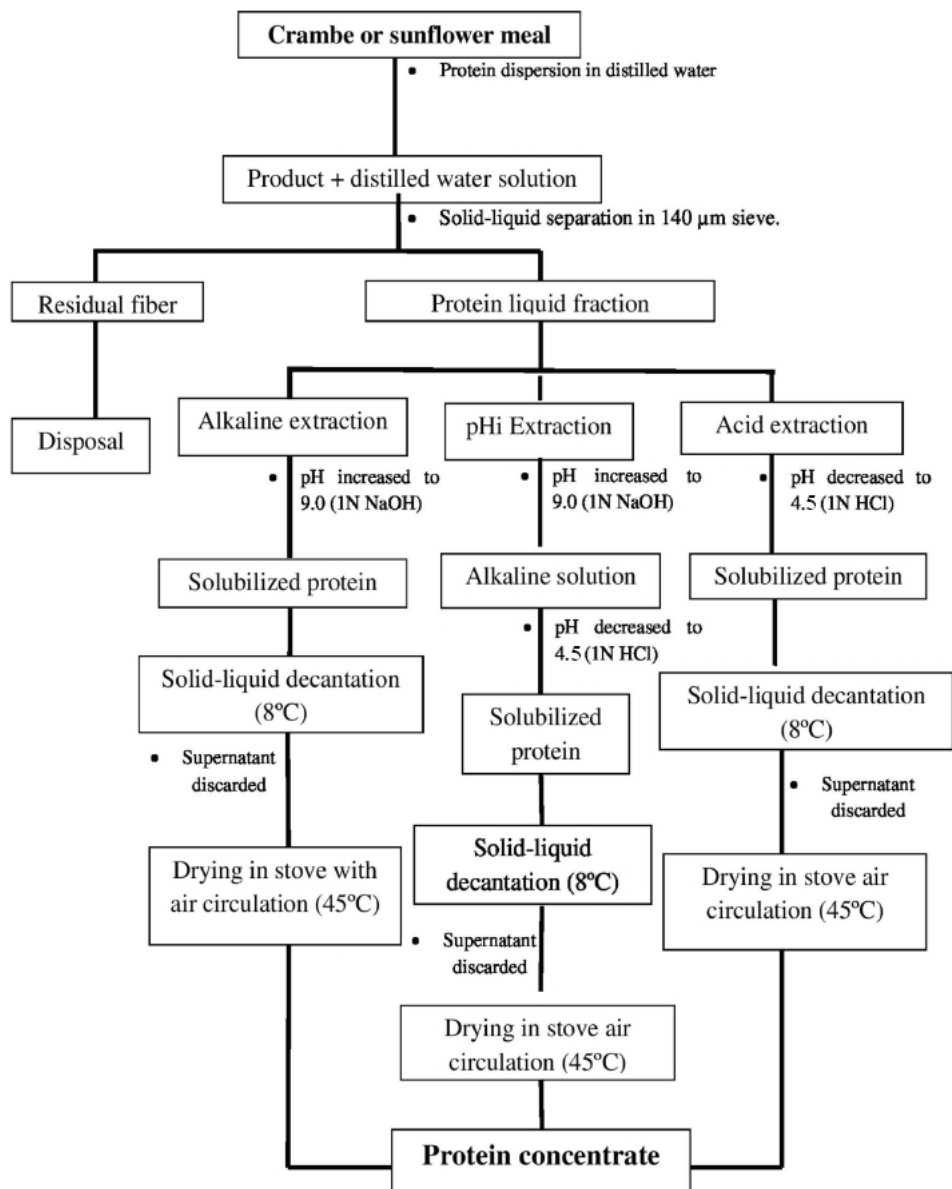 Crambe or sunflower meal
• Protein dispersion in distilled water
Product + distilled water solution
• Solid-liquid separation in 140 µm sieve.
Residual fiber
Protein liquid fraction
Disposal
Alkaline extraction
• pH increased to
9.0 (1N NaOH)
Solubilized protein
Solid-liquid decantation
(8ºC)
• Supernatant
discarded
Drying in stove with
air circulation (45ºC)
pHi Extraction
• pH increased to
9.0 (1N NaOH)
Alkaline solution
• pH decreased to
4.5 (1N HCl)
Solubilized
protein
Solid-liquid
decantation (8ºC)
• Supernatant
discarded
Drying in stove air
circulation (45ºC)
Acid extraction
• pH decreased to
4.5 (1N HCl)
Solubilized protein
Solid-liquid decantation
(8ºC)
• Supernatant
discarded
Drying in stove air
circulation (45ºC)
Protein concentrate